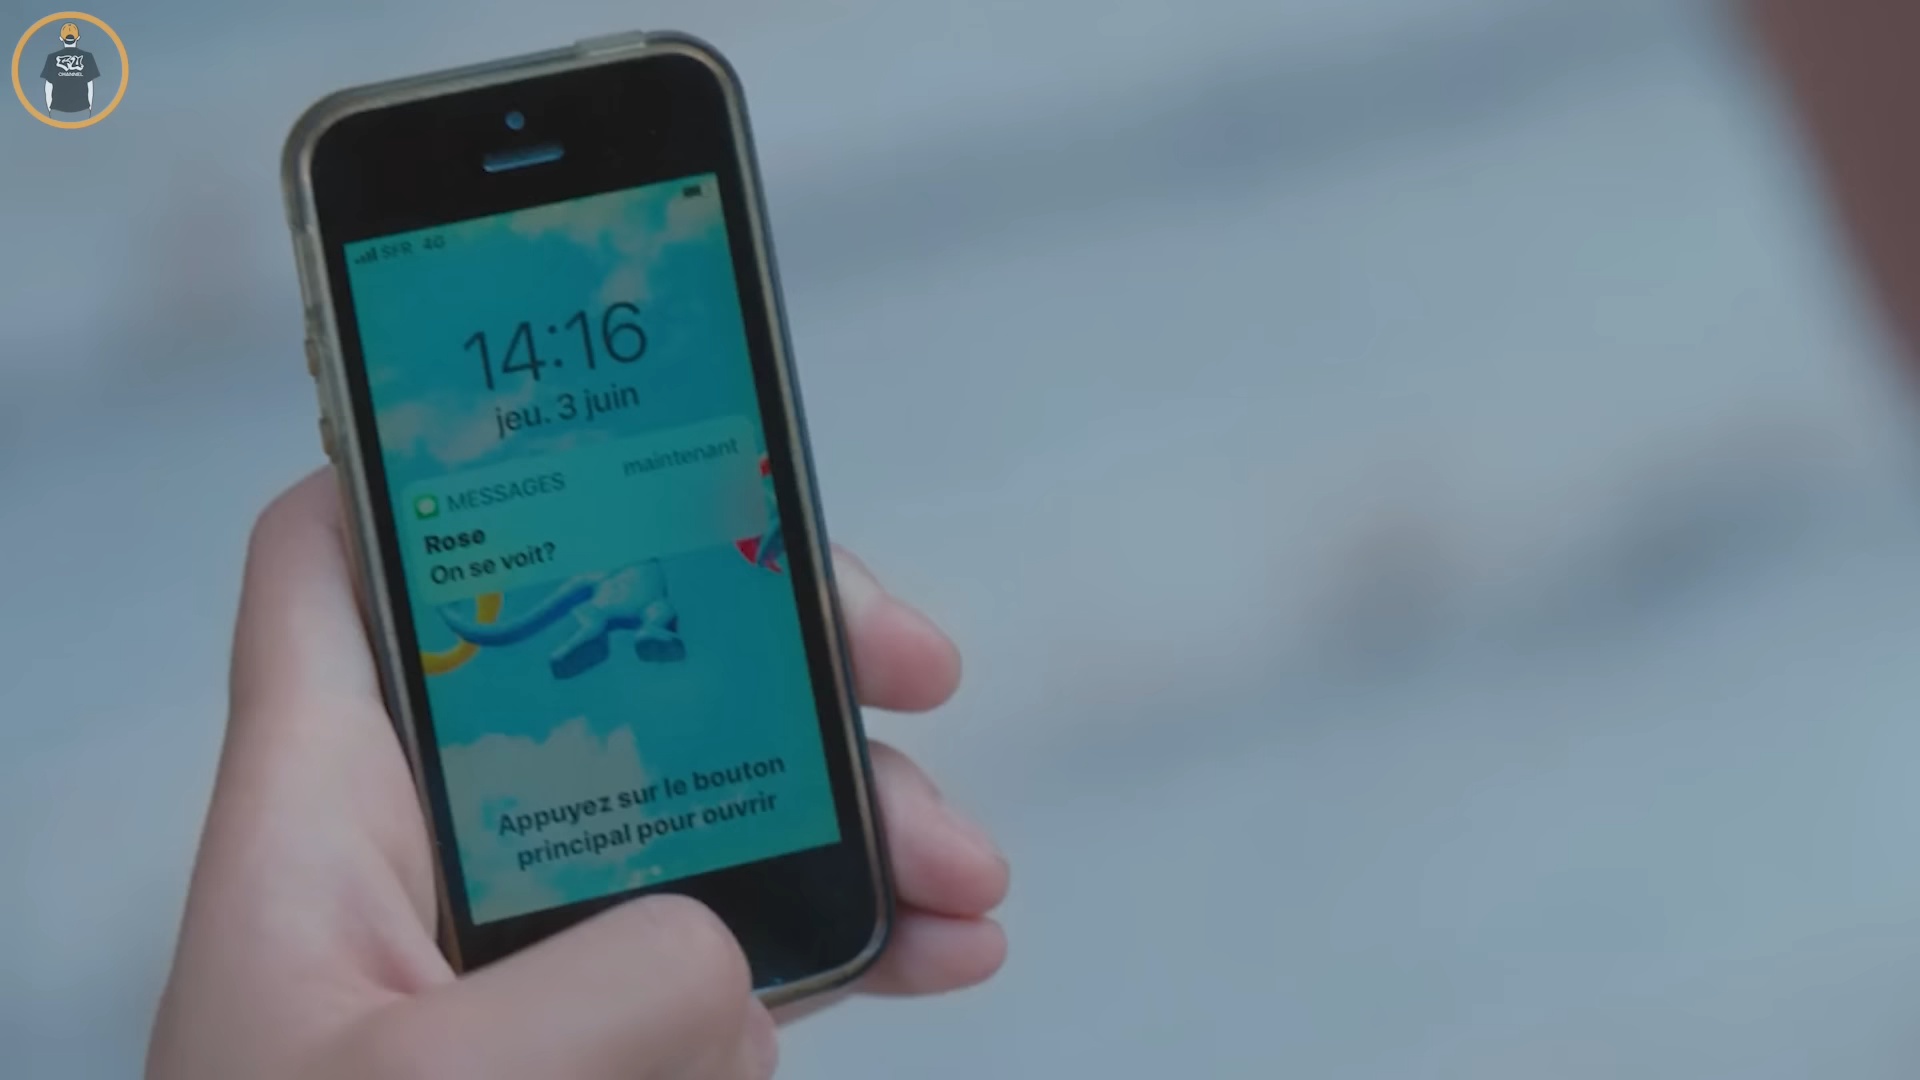 CHANNEL
SFR 4G
14:16
jeu. 3 juin
MESSAGES maintenant
Rose
On se voit?
Appuyez sur le bouton
principal pour ouvrir